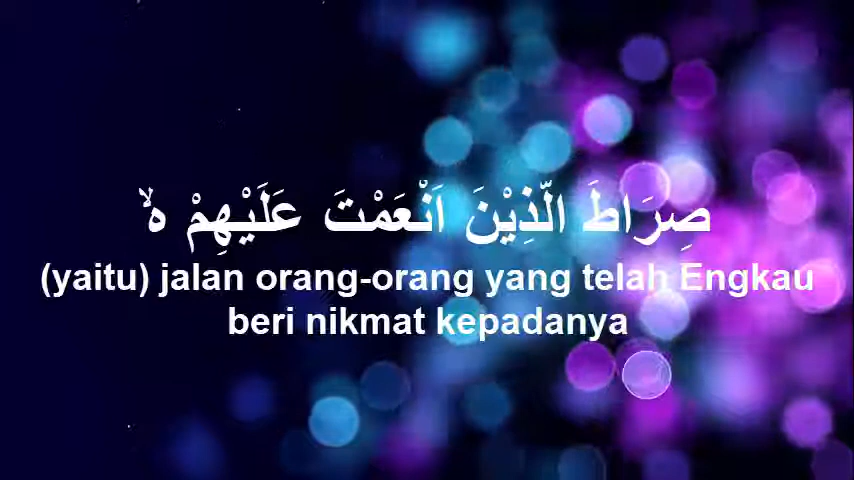 صِرَاطَ الَّذِيْنَ اَنْعَمْتَ عَلَيْهِمْ ەۙ
(yaitu) jalan orang-orang yang telah Engkau
beri nikmat kepadanya